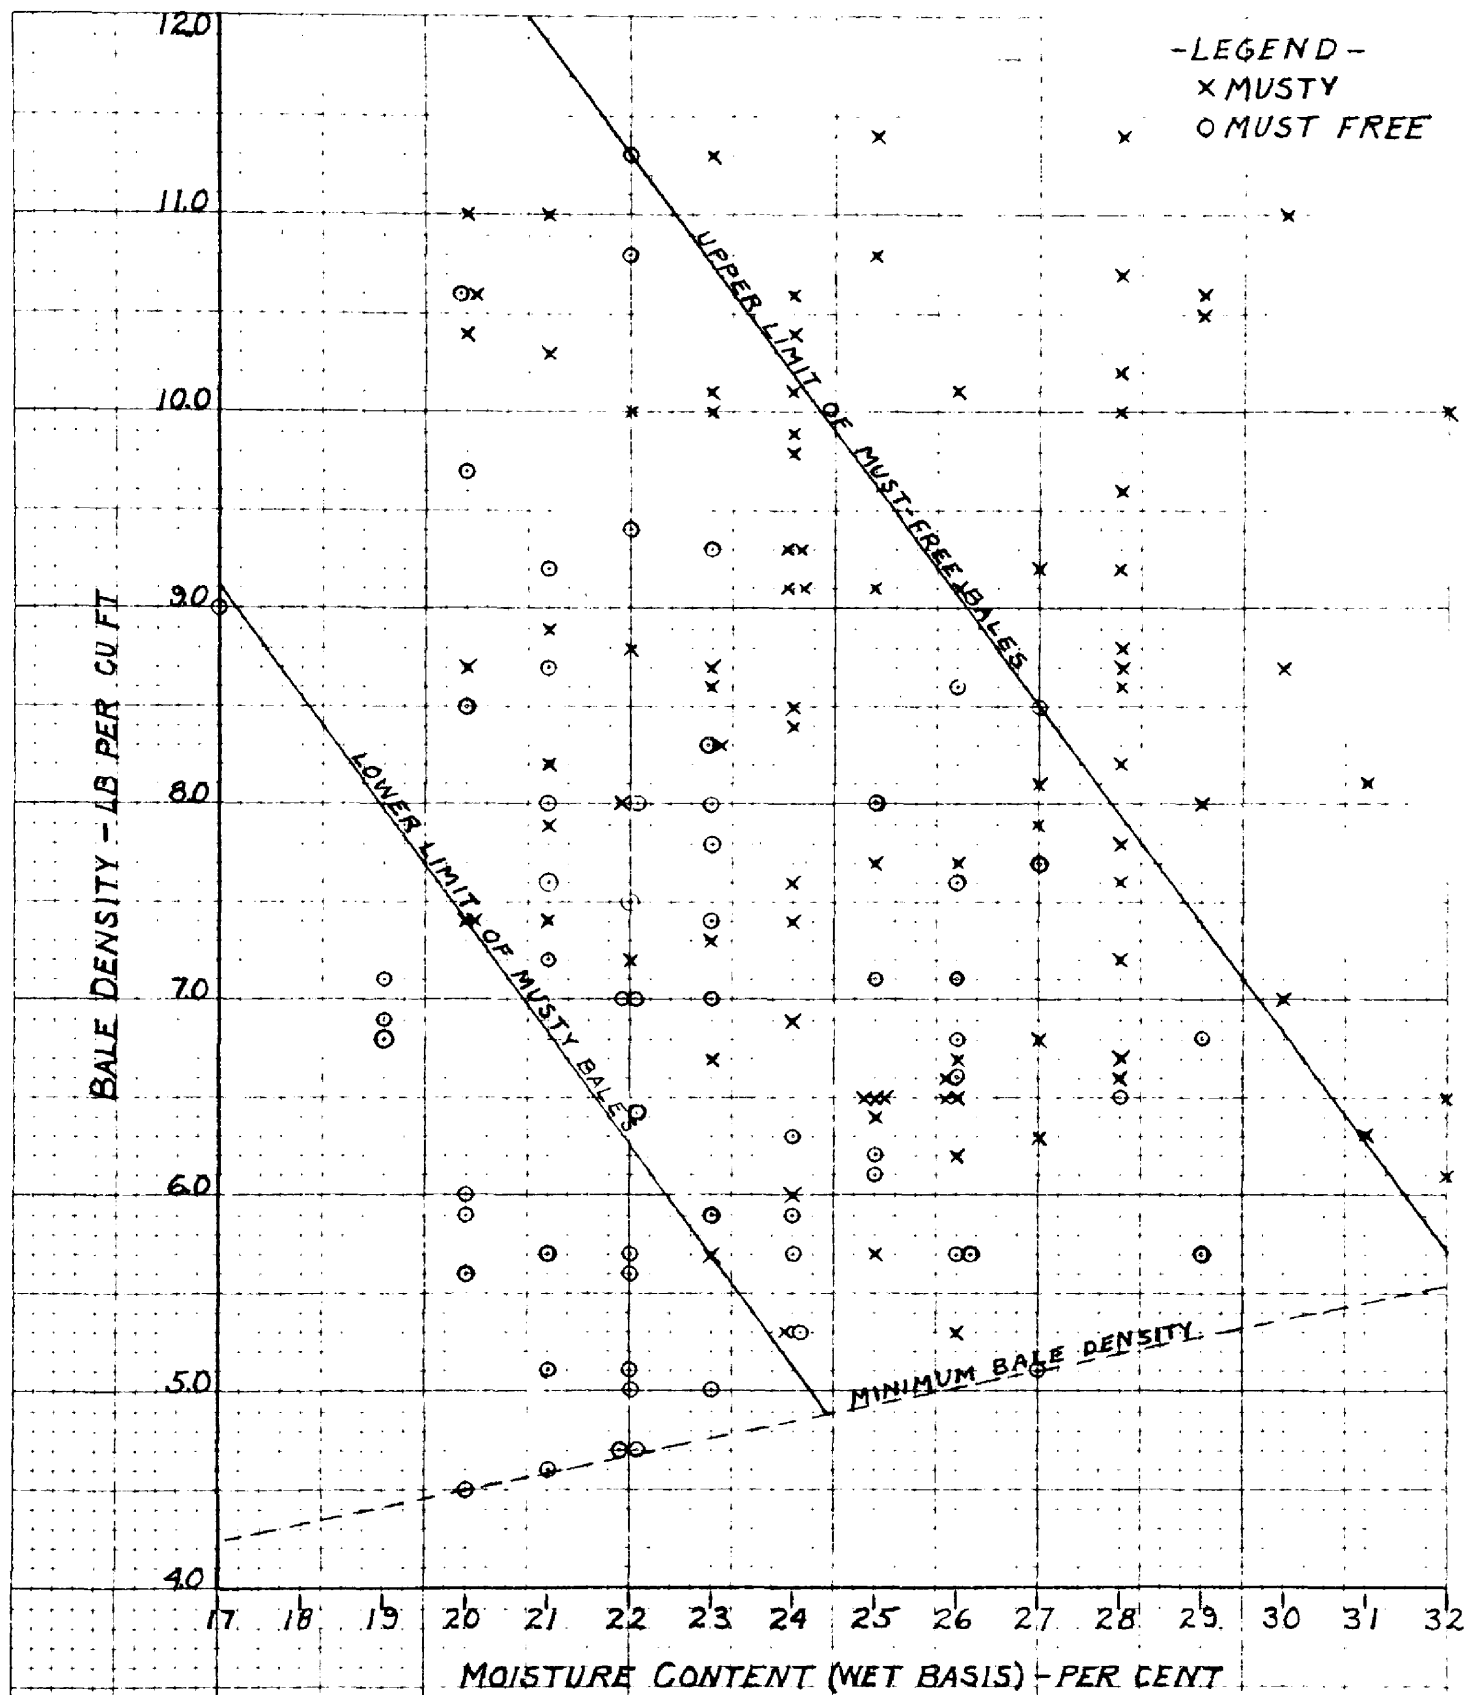 -LEGEND-
× MUSTY
O MUST FREE
12.0
11.0
10.0
9.0
8.0
7.0
6.0
5.0
4.0
BALE DENSITY - LB PER CU FT
UPPER LIMIT OF MUST-FREE BALES
LOWER LIMIT OF MUSTY BALES
MINIMUM BALE DENSITY
17 18 19 20 21 22 23 24 25 26 27 28 29 30 31 32
MOISTURE CONTENT (WET BASIS) - PER CENT